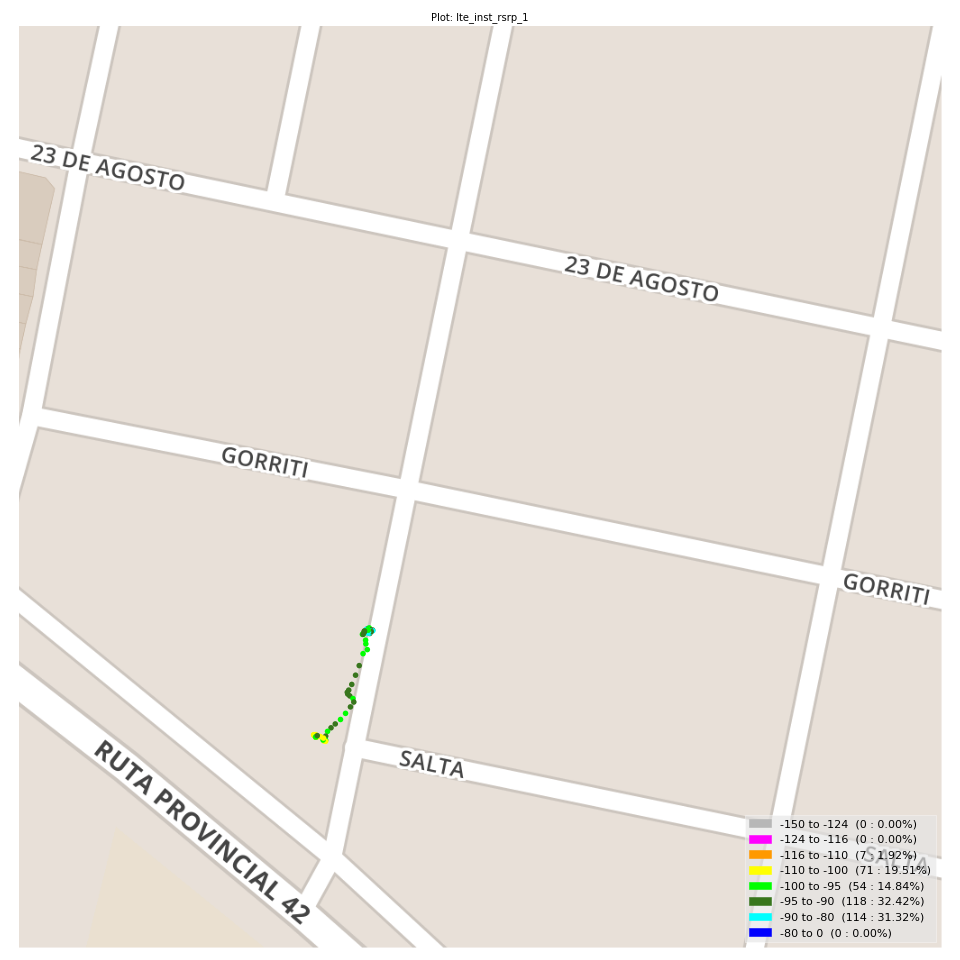 Plot: lte_inst_rsrp_1
23 DE AGOSTO
23 DE AGOSTO
GORRITI
GORRITI
SALTA
RUTA PROVINCIAL 42
SALTA
-150 to -124 (0 : 0.00%)
-124 to -116 (0 : 0.00%)
-116 to -110 (7 : 1.92%)
-110 to -100 (71 : 19.51%)
-100 to -95 (54 : 14.84%)
-95 to -90 (118 : 32.42%)
-90 to -80 (114 : 31.32%)
-80 to 0 (0 : 0.00%)